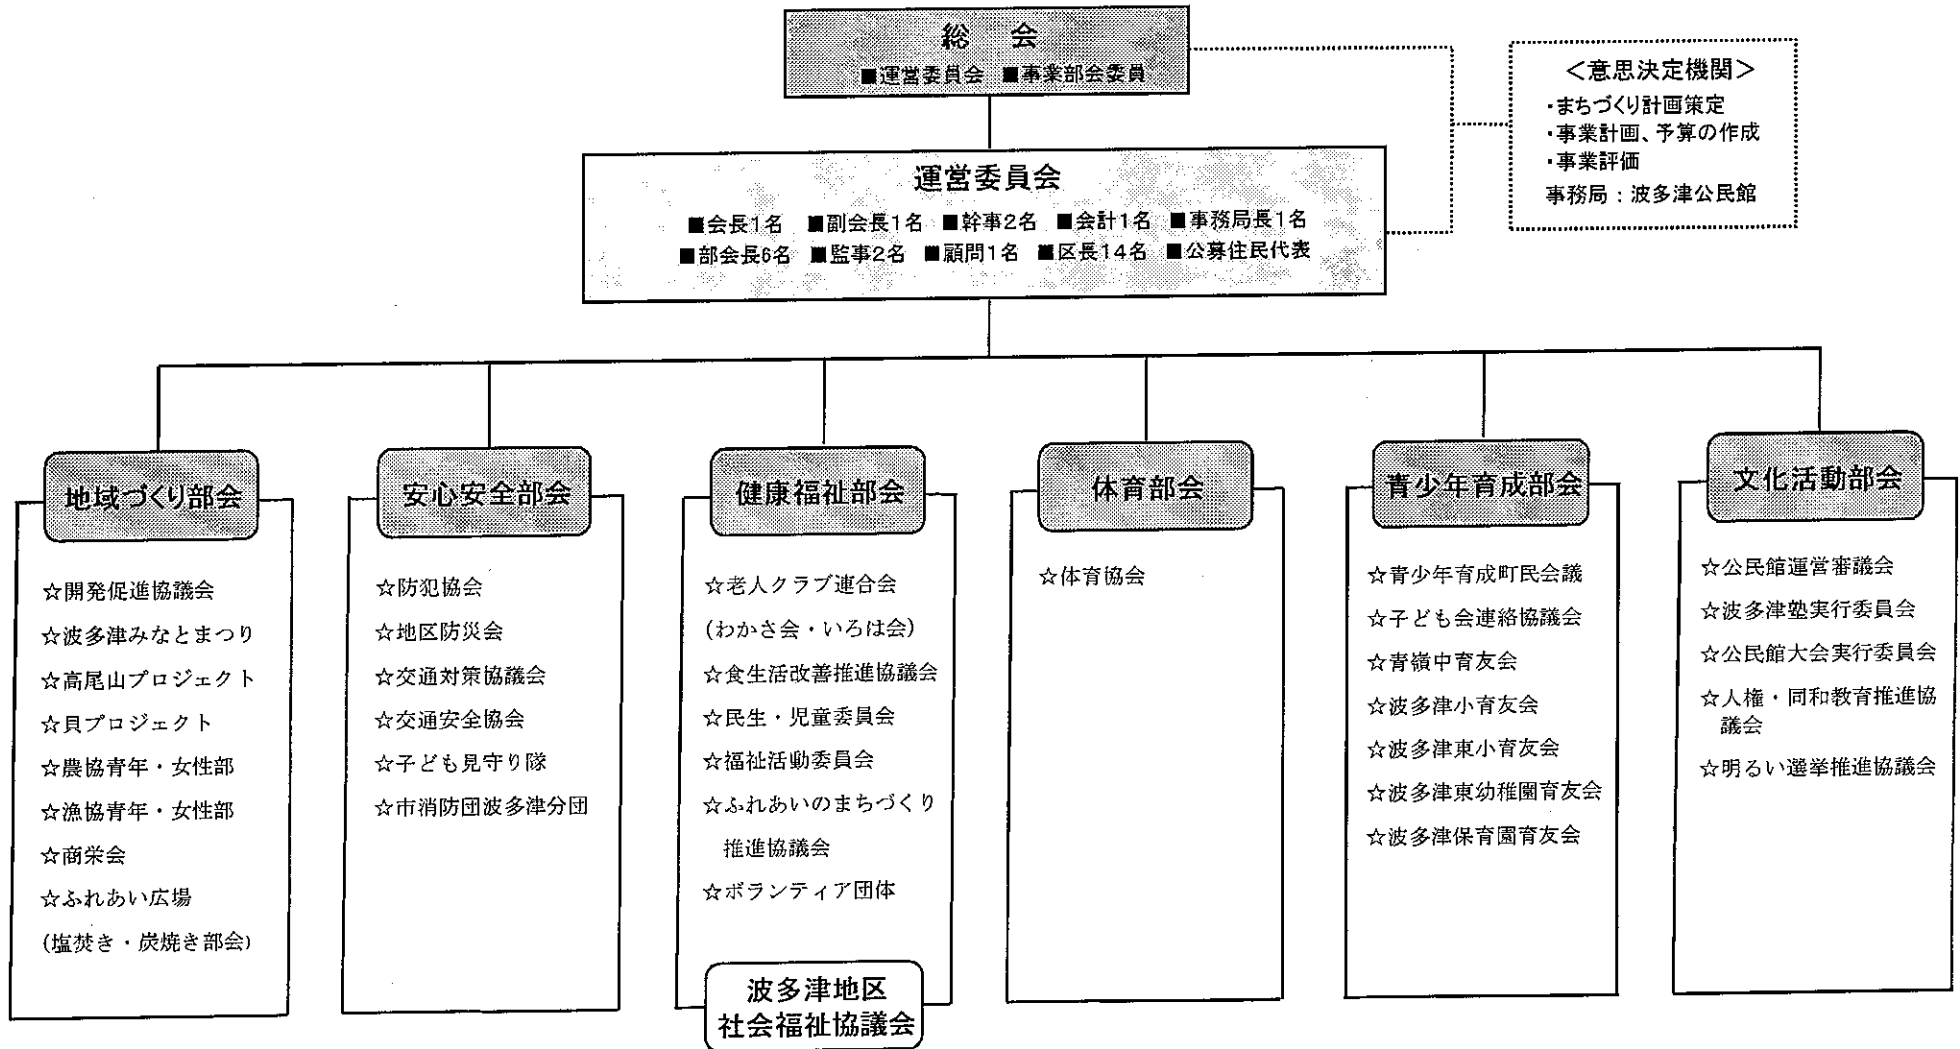 総 会
■運営委員会 ■事業部会委員
＜意思決定機関＞
・まちづくり計画策定
・事業計画、予算の作成
・事業評価
事務局：波多津公民館
運営委員会
■会長1名 ■副会長1名 ■幹事2名 ■会計1名 ■事務局長1名
■部会長6名 ■監事2名 ■顧問1名 ■区長14名 ■公募住民代表
地域づくり部会
☆開発促進協議会
☆波多津みなとまつり
☆高尾山プロジェクト
☆貝プロジェクト
☆農協青年・女性部
☆漁協青年・女性部
☆商栄会
☆ふれあい広場
(塩焚き・炭焼き部会)
安心安全部会
☆防犯協会
☆地区防災会
☆交通対策協議会
☆交通安全協会
☆子ども見守り隊
☆市消防団波多津分団
健康福祉部会
☆老人クラブ連合会
(わかさ会・いろは会)
☆食生活改善推進協議会
☆民生・児童委員会
☆福祉活動委員会
☆ふれあいのまちづくり
推進協議会
☆ボランティア団体
波多津地区
社会福祉協議会
体育部会
☆体育協会
青少年育成部会
☆青少年育成町民会議
☆子ども会連絡協議会
☆青嶺中育友会
☆波多津小育友会
☆波多津東小育友会
☆波多津東幼稚園育友会
☆波多津保育園育友会
文化活動部会
☆公民館運営審議会
☆波多津塾実行委員会
☆公民館大会実行委員会
☆人権・同和教育推進協
議会
☆明るい選挙推進協議会